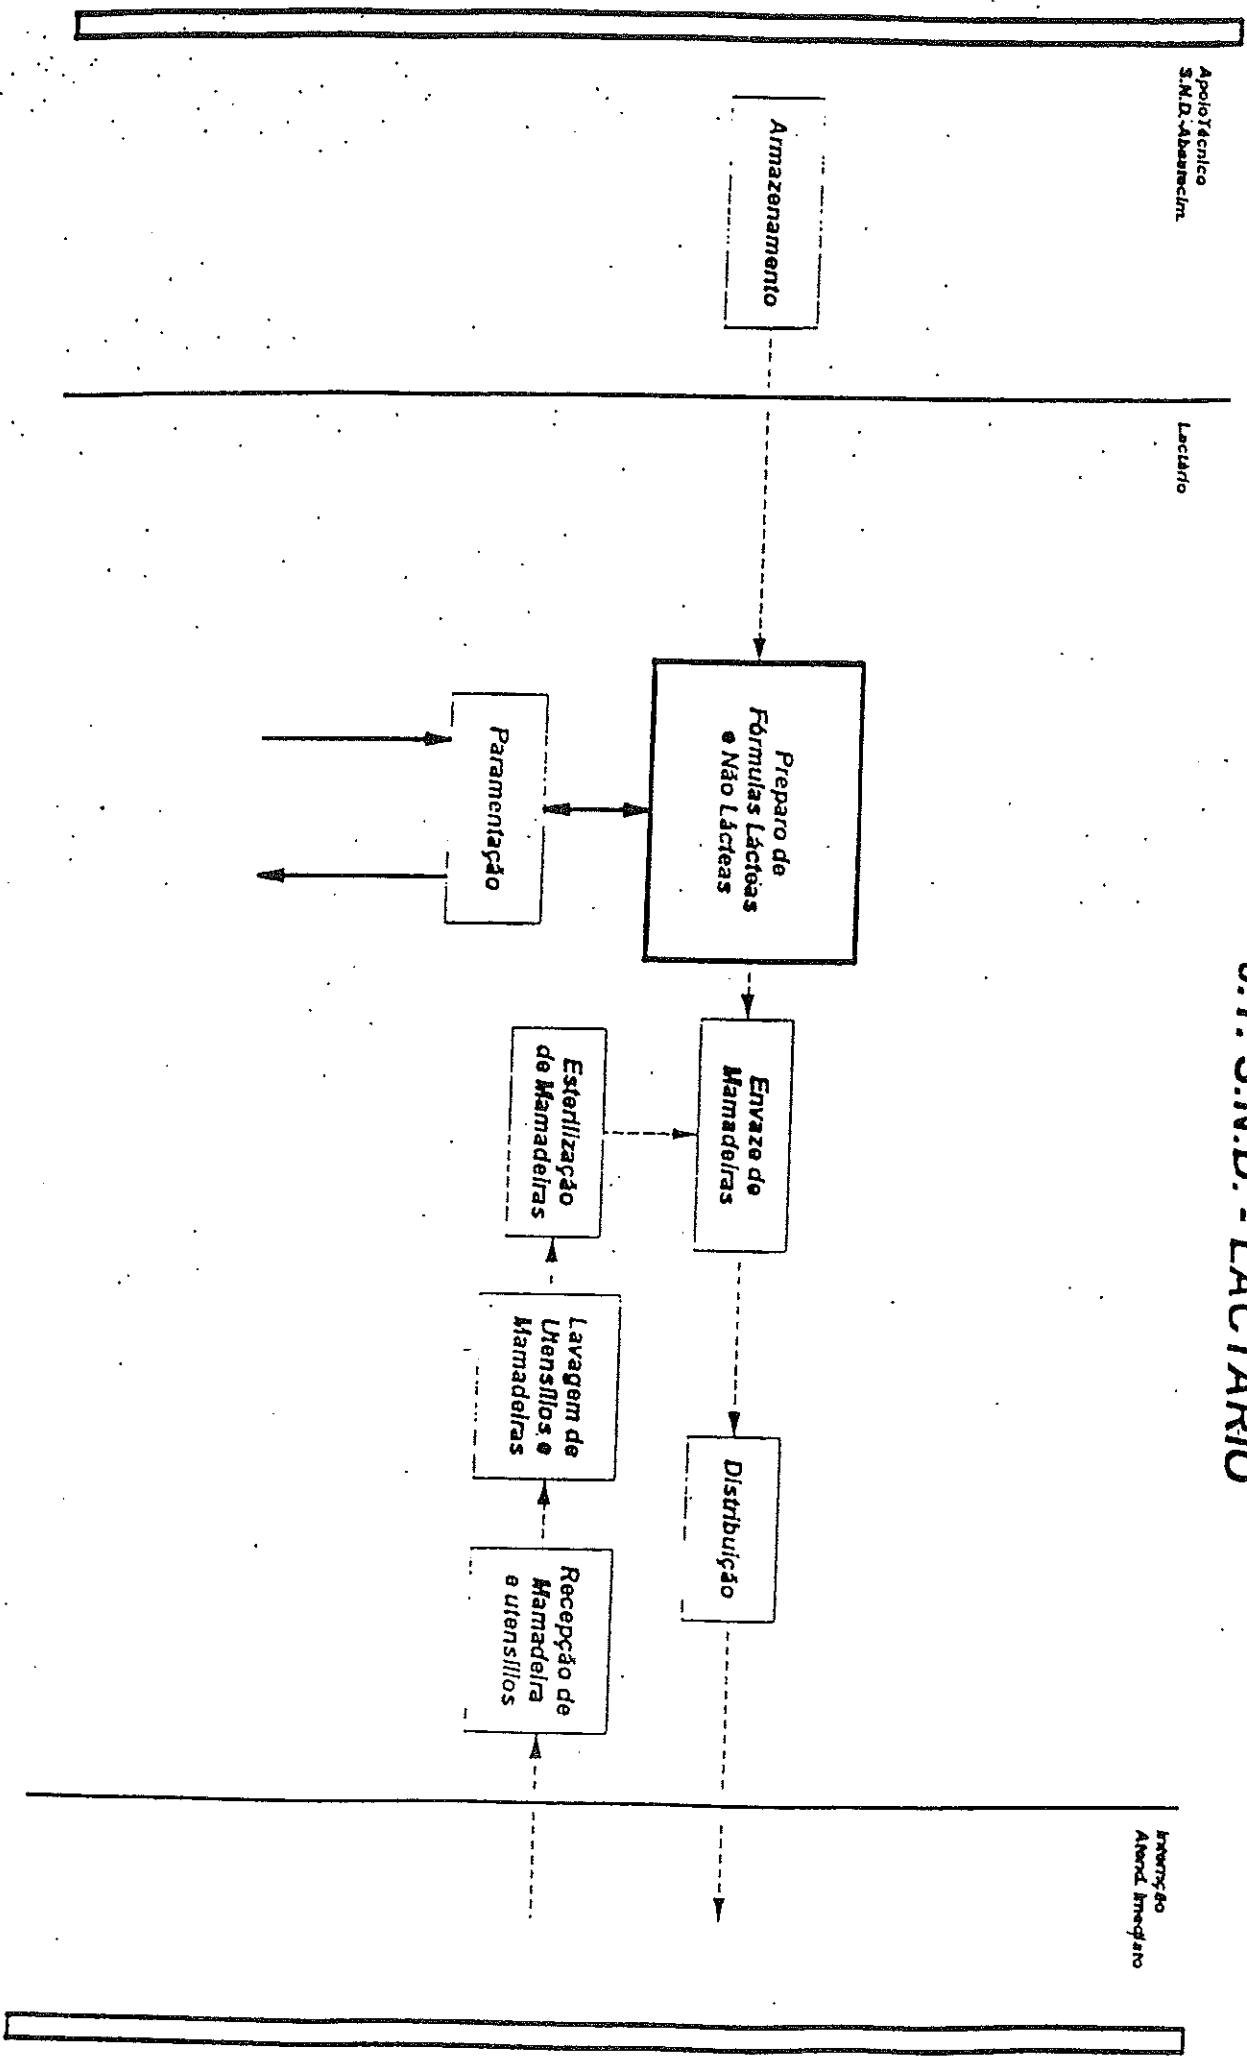 S.N.D. - LACTÁRIO
Apoio Técnico
S.N.D.-Abastecim.
Lactário
Internação
Atend. Imediato
Armazenamento
Preparo de
Fórmulas Lácteas
e Não Lácteas
Envaze de
Mamadeiras
Distribuição
Paramentação
Esterilização
de Mamadeiras
Lavagem de
Utensílios e
Mamadeiras
Recepção de
Mamadeira
e utensílios